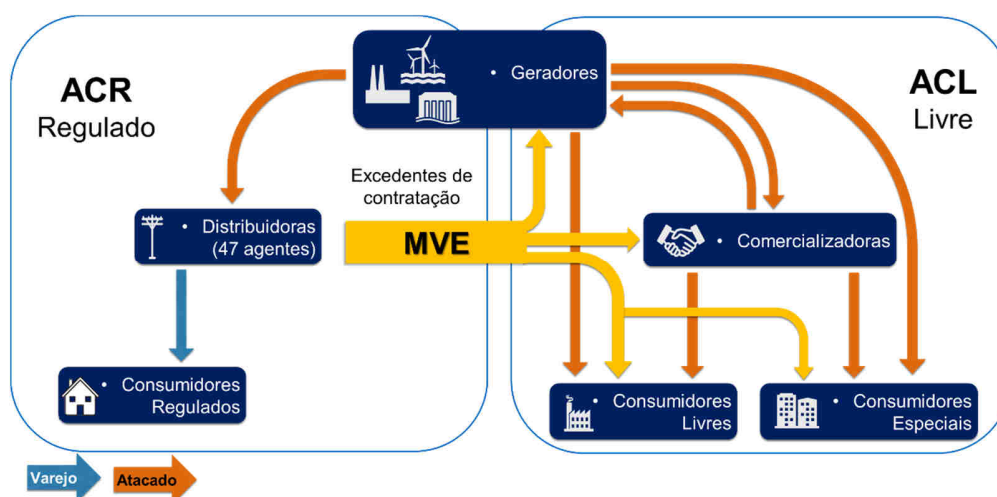 ACR
Regulado
• Geradores
ACL
Livre
Excedentes de
contratação
MVE
• Distribuidoras
(47 agentes)
• Comercializadoras
• Consumidores
Regulados
• Consumidores
Livres
• Consumidores
Especiais
Varejo
Atacado